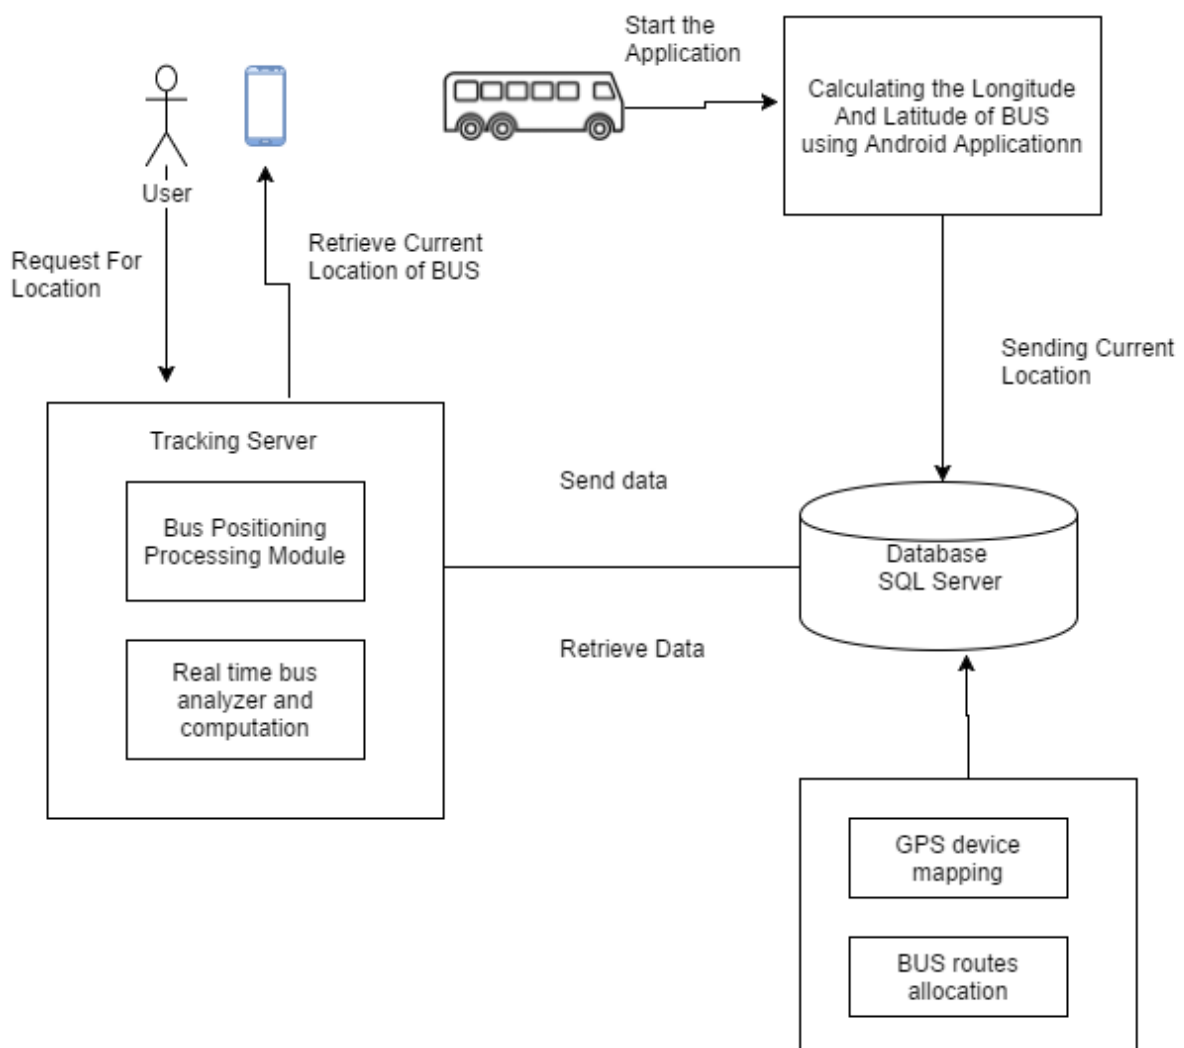 Start the
Application
Calculating the Longitude
And Latitude of BUS
using Android Applicationn
User
Request For
Location
Retrieve Current
Location of BUS
Sending Current
Location
Tracking Server
Bus Positioning
Processing Module
Real time bus
analyzer and
computation
Send data
Retrieve Data
Database
SQL Server
GPS device
mapping
BUS routes
allocation